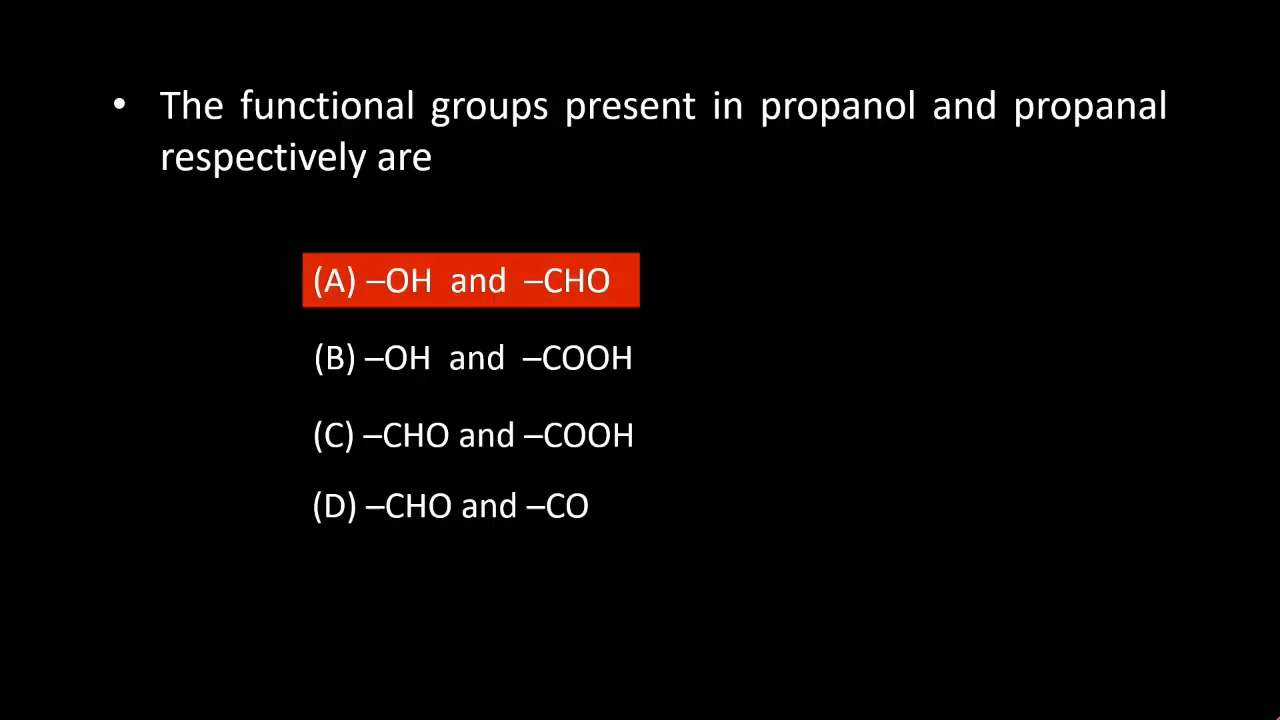 • The functional groups present in propanol and propanal
respectively are
(A) –OH and –CHO
(B) –OH and –COOH
(C) –CHO and –COOH
(D) –CHO and –CO